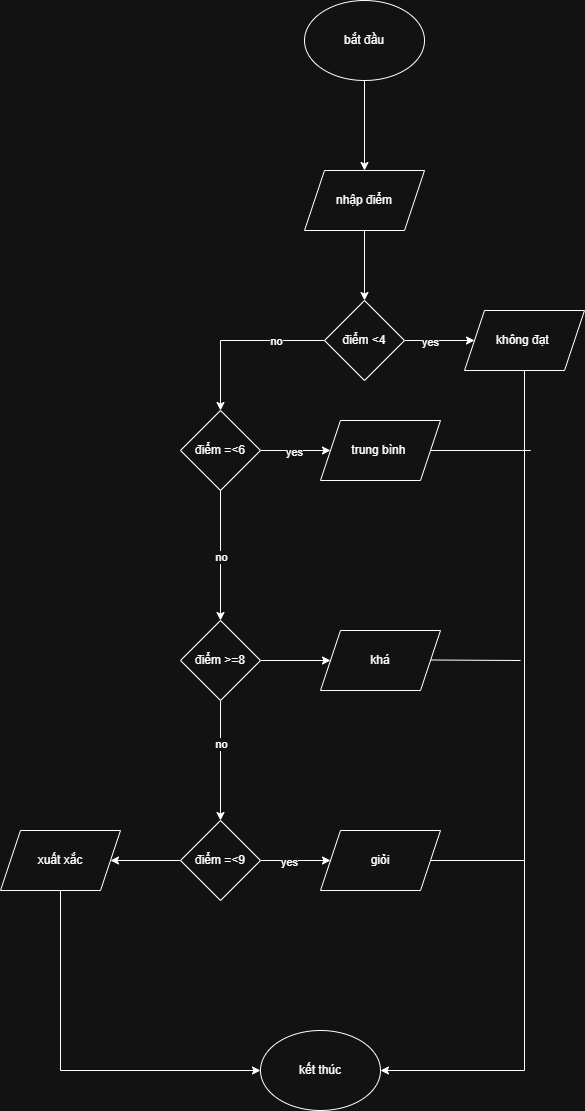 bắt đầu
nhập điểm
điểm <4
no
yes
không đạt
điểm =<6
yes
trung bình
no
điểm >=8
khá
no
xuất xắc
điểm =<9
yes
giỏi
kết thúc